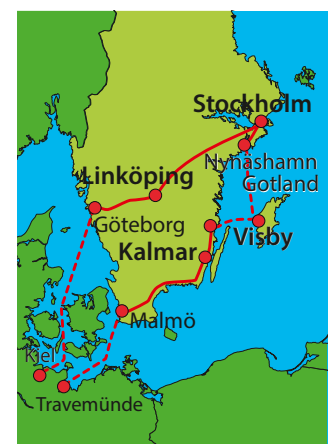 Stockholm
Nynäshamn
Gotland
Linköping
Göteborg
Visby
Kalmar
Malmö
Kiel
Travemünde